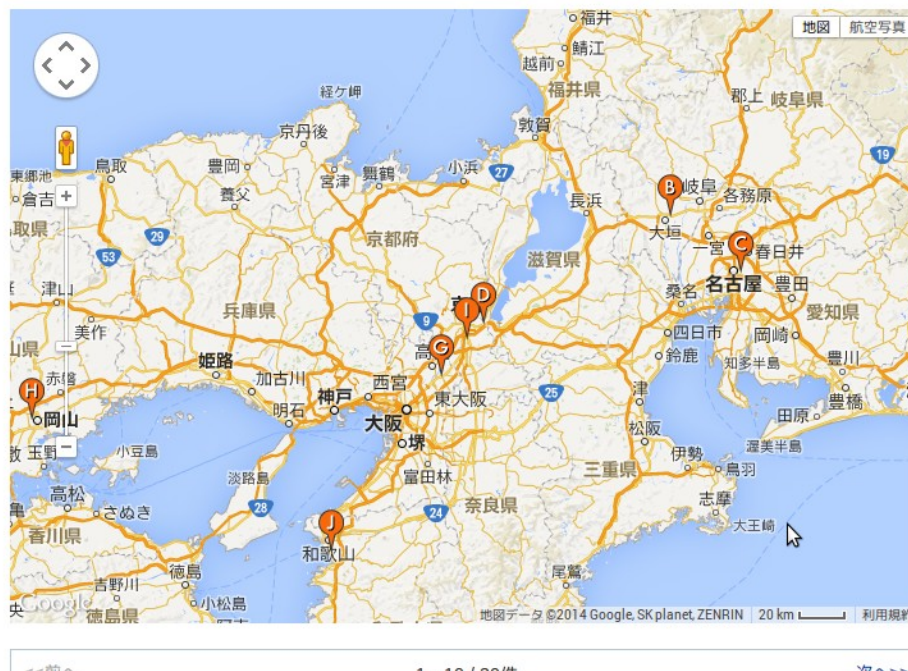 福井
地図 航空写真
鯖江
越前
福井県
経ケ岬
郡上
岐阜県
京丹後
敦賀
19
鳥取
豊岡
小浜
27
東郷池
宮津
舞鶴
倉吉
養父
長浜
B
岐阜
各務原
取県
29
大垣
京都府
一宮
C
春日井
53
滋賀県
名古屋
津山
D
桑名
豊田
兵庫県
I
愛知県
美作
9
四日市
岡崎
山県
G
高
鈴鹿
知多半島
豊川
姫路
H
赤磐
加古川
西宮
25
神戸
東大阪
津
豊橋
明石
大阪
田原
岡山
松阪
堺
渥美半島
玉野
小豆島
伊勢
鳥羽
淡路島
富田林
三重県
高松
28
24
奈良県
志摩
さぬき
J
大王崎
香川県
和歌山
徳島
尾鷲
吉野川
Google
小松島
徳島県
地図データ ©2014 Google, SK planet, ZENRIN 20 km 利用規約